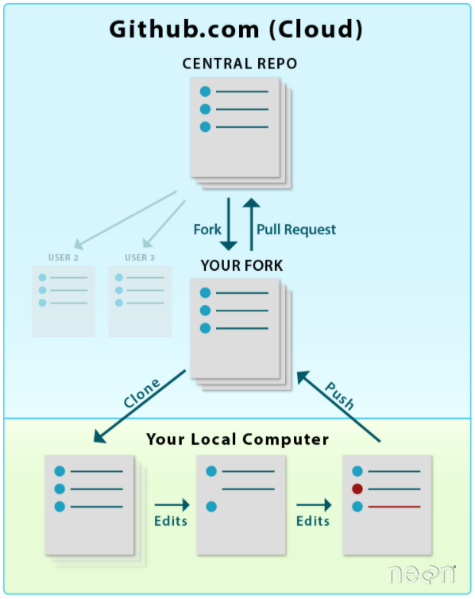 Github.com (Cloud)
CENTRAL REPO
Fork
Pull Request
USER 2
USER 3
YOUR FORK
Clone
Push
Your Local Computer
Edits
Edits
neon